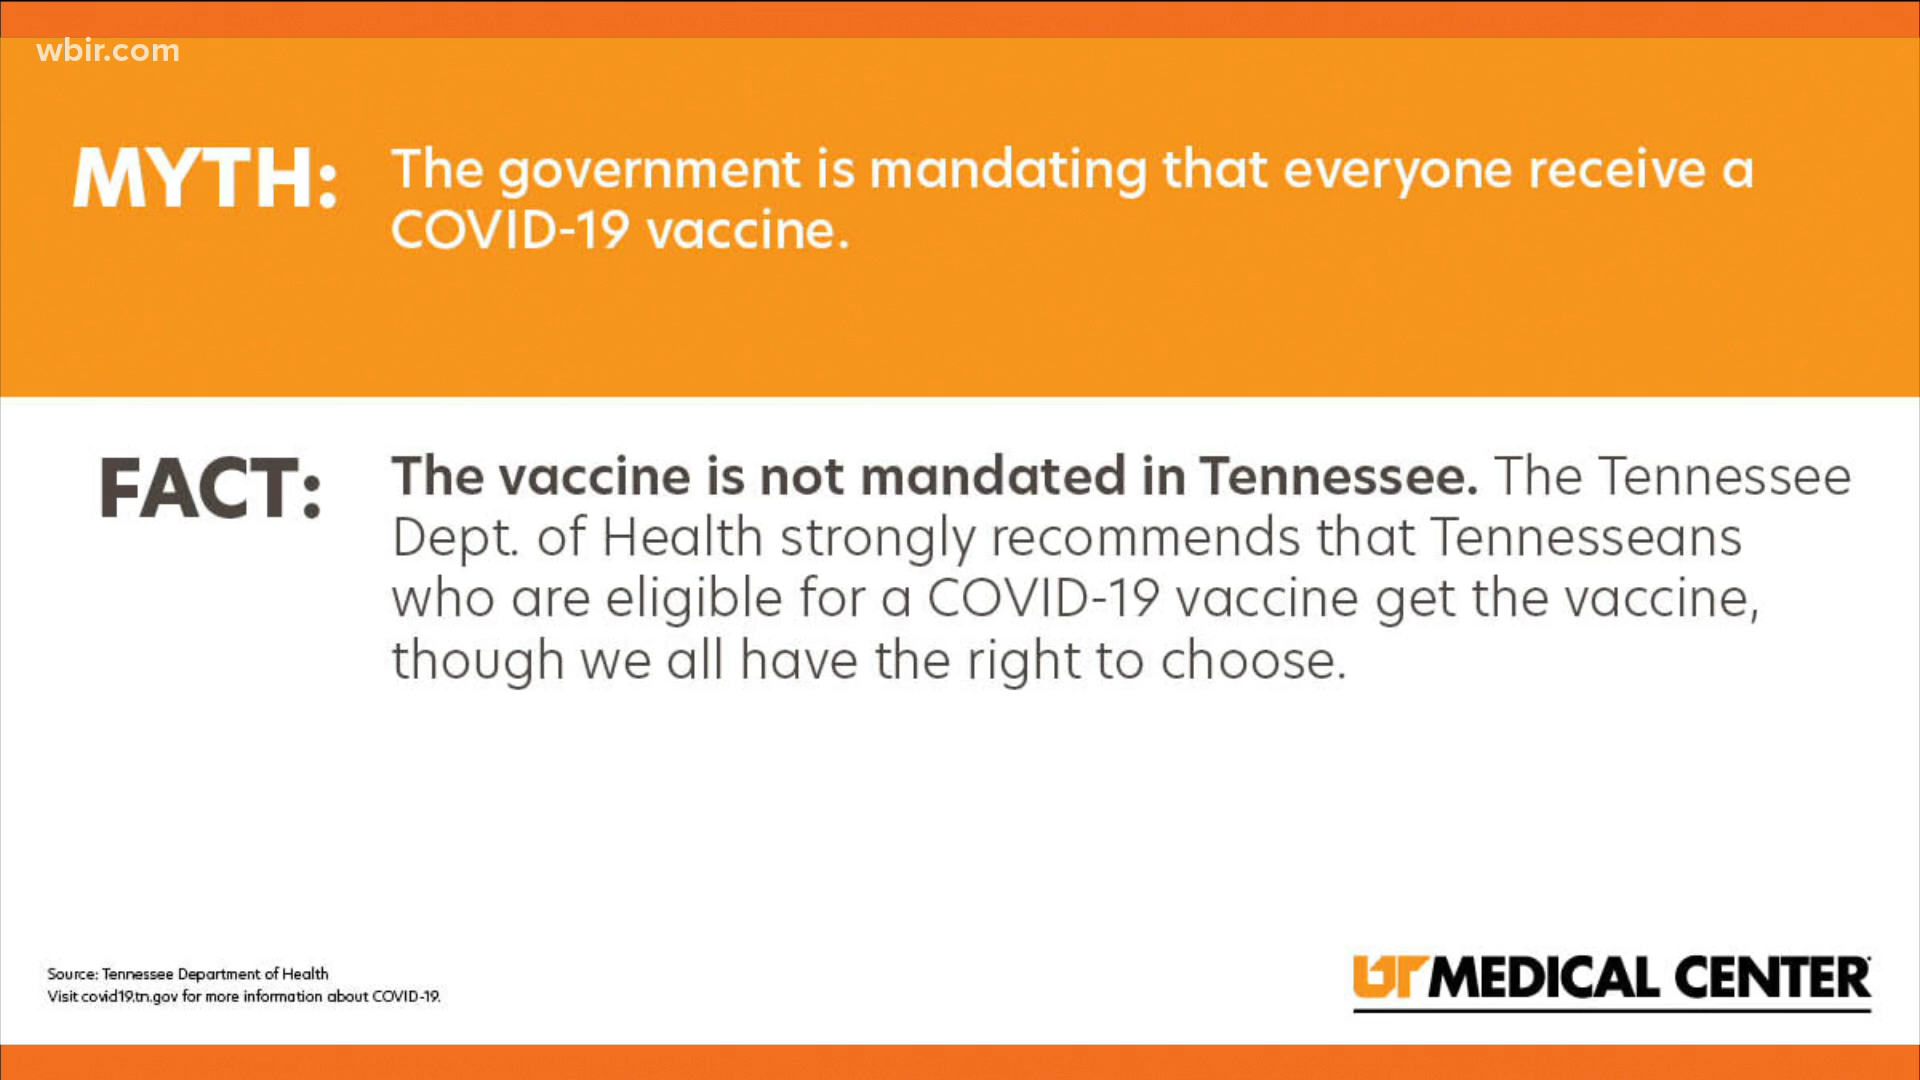 wbir.com
MYTH: The government is mandating that everyone receive a
COVID-19 vaccine.
FACT: The vaccine is not mandated in Tennessee. The Tennessee
Dept. of Health strongly recommends that Tennesseans
who are eligible for a COVID-19 vaccine get the vaccine,
though we all have the right to choose.
Source: Tennessee Department of Health
Visit covid19.tn.gov for more information about COVID-19.
UT MEDICAL CENTER